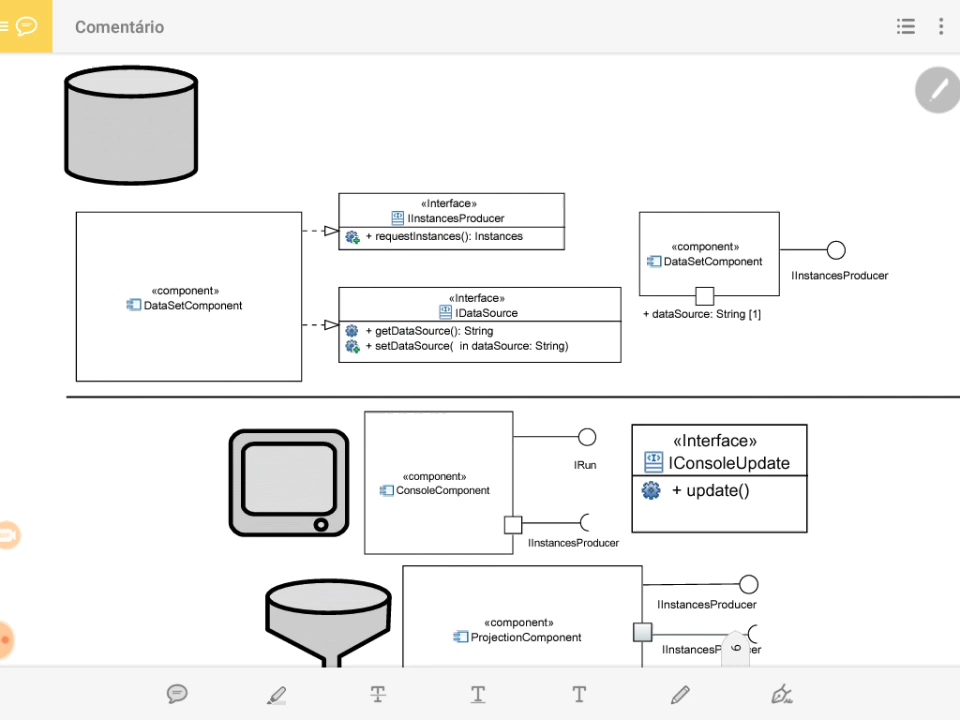 Comentário
«Interface»
IInstancesProducer
+ requestInstances(): Instances
«component»
DataSetComponent
«Interface»
IDataSource
+ getDataSource(): String
+ setDataSource( in dataSource: String)
«component»
DataSetComponent
IInstancesProducer
+ dataSource: String [1]
«component»
ConsoleComponent
IRun
IInstancesProducer
«Interface»
IConsoleUpdate
+ update()
«component»
ProjectionComponent
IInstancesProducer